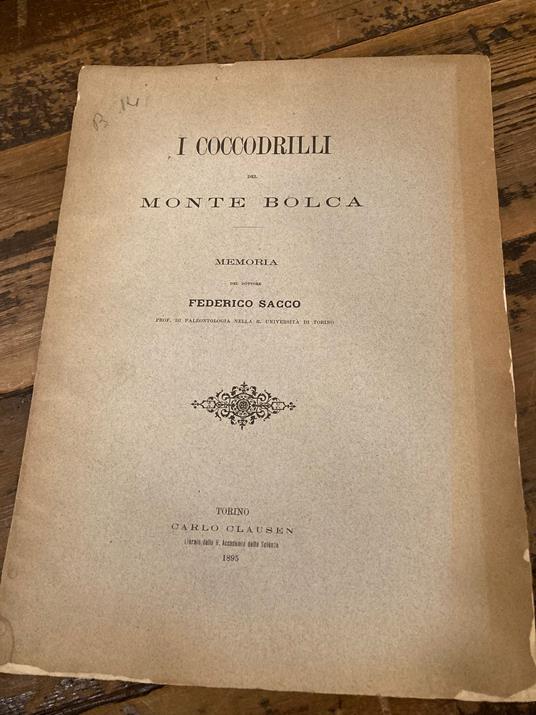 B 14
I COCCODRILLI
DEL
MONTE BOLCA
MEMORIA
DEL DOTTORE
FEDERICO SACCO
PROF. DI PALEONTOLOGIA NELLA R. UNIVERSITÀ DI TORINO
TORINO
CARLO CLAUSEN
Libraio della R. Accademia delle Scienze
1895